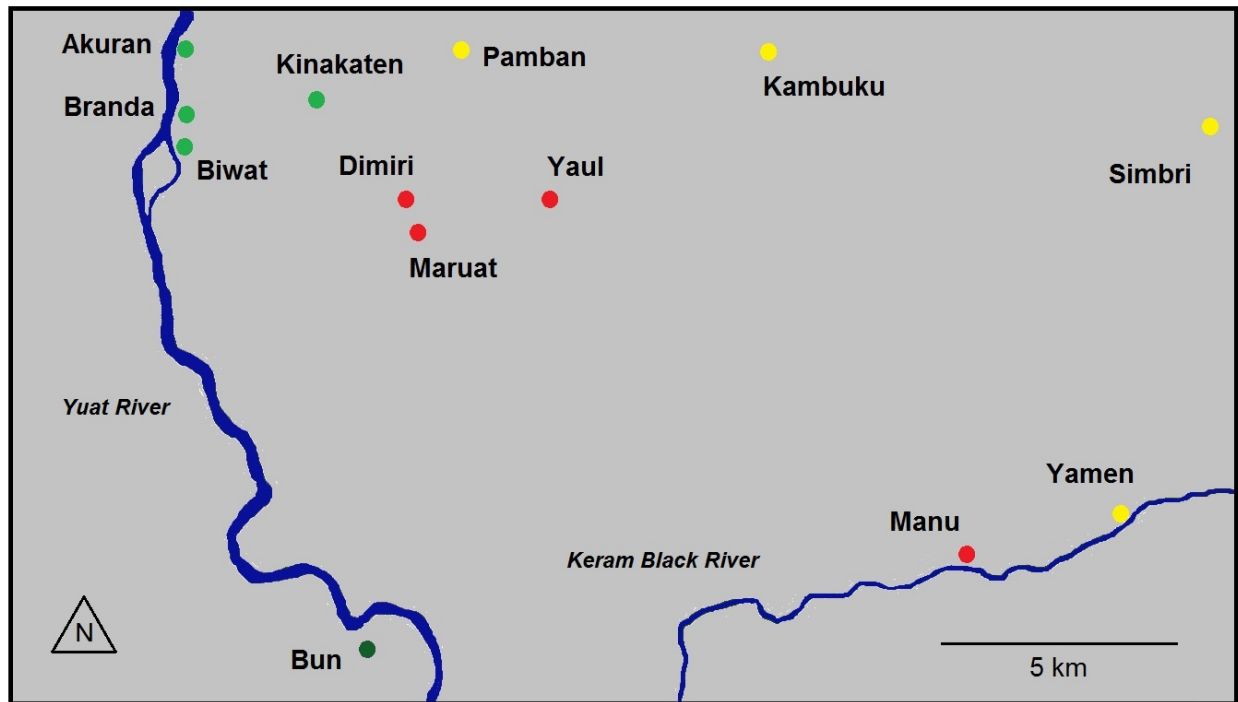 Akuran
Kinakaten
Pamban
Kambuku
Branda
Biwat
Dimiri
Yaul
Simbri
Maruat
Yuat River
Yamen
Manu
Keram Black River
N
Bun
5 km